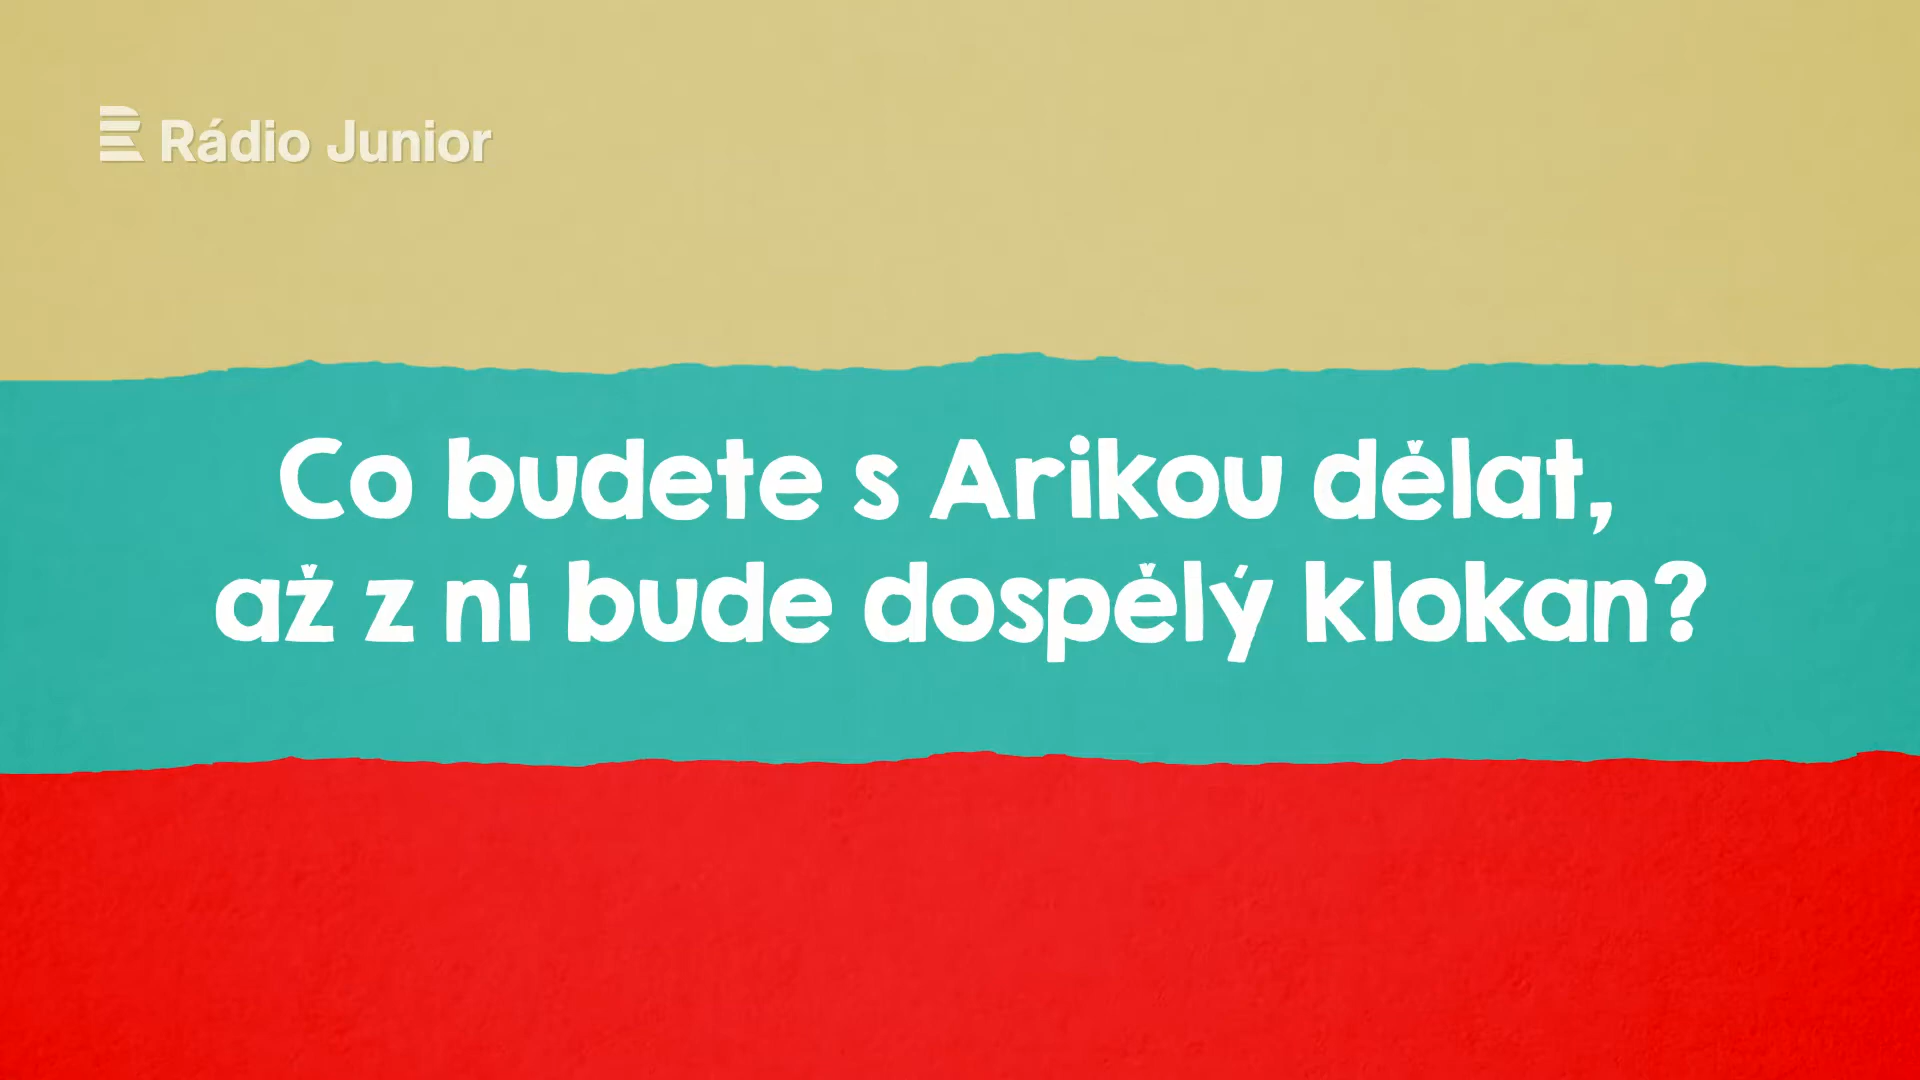 Rádio Junior
Co budete s Arikou dělat,
až z ní bude dospělý klokan?